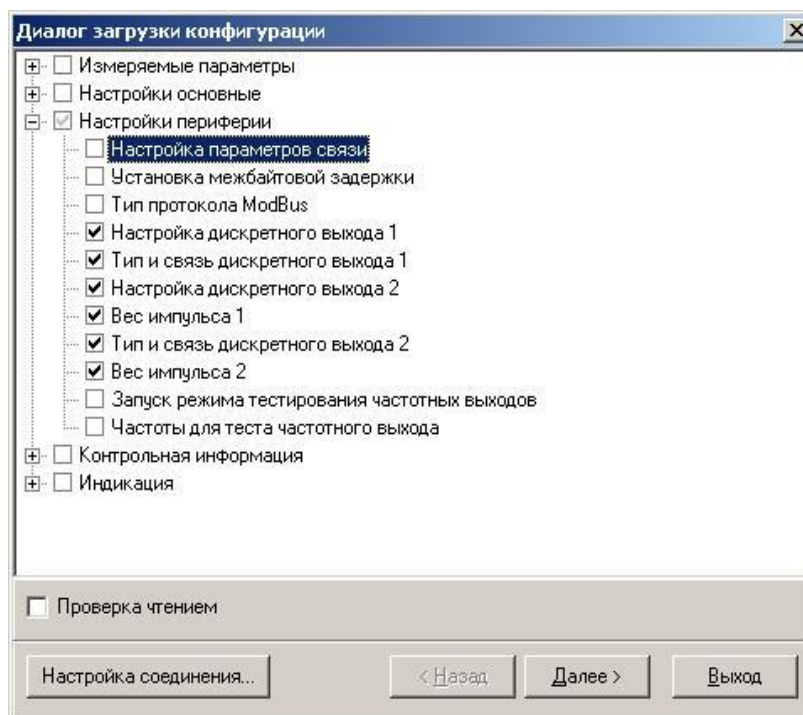 Диалог загрузки конфигурации
Измеряемые параметры
Настройки основные
Настройки периферии
Настройка параметров связи
Установка межбайтовой задержки
Тип протокола ModBus
Настройка дискретного выхода 1
Тип и связь дискретного выхода 1
Настройка дискретного выхода 2
Вес импульса 1
Тип и связь дискретного выхода 2
Вес импульса 2
Запуск режима тестирования частотных выходов
Частоты для теста частотного выхода
Контрольная информация
Индикация
Проверка чтением
Настройка соединения... < Назад Далее > Выход